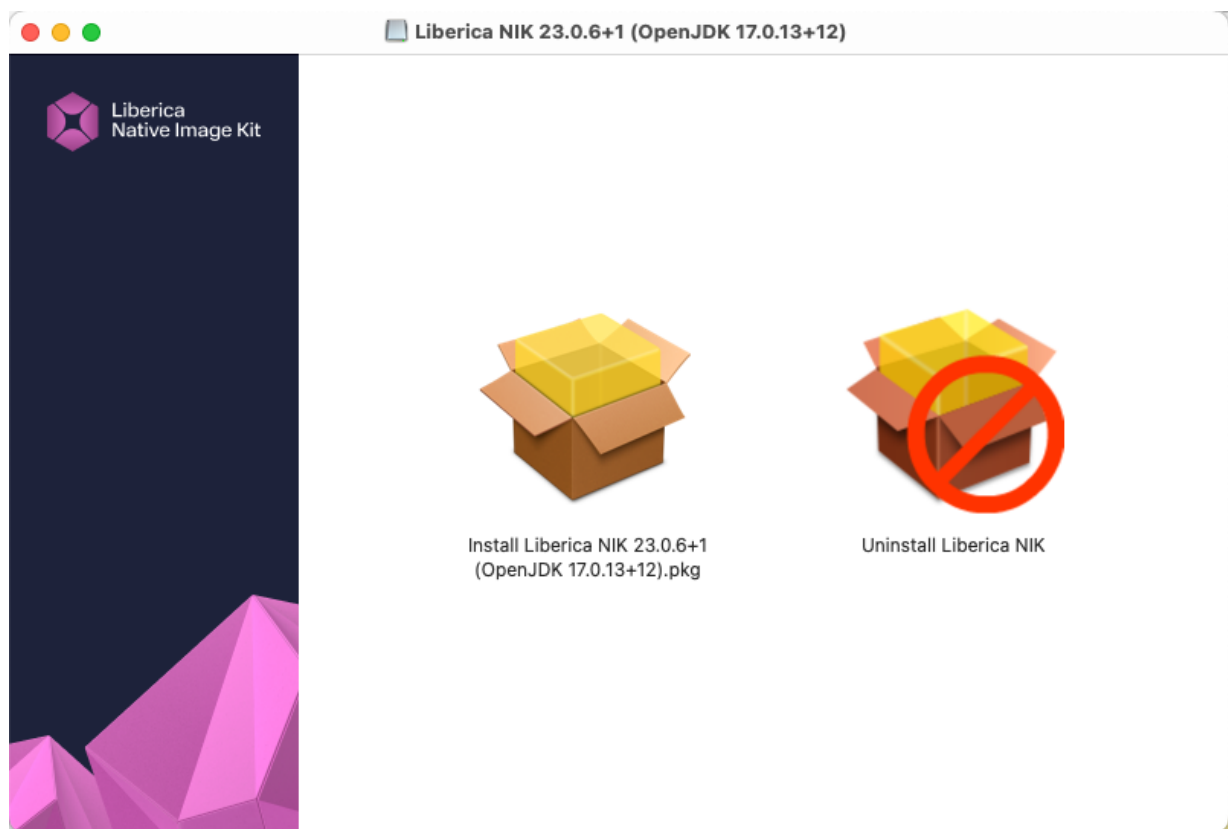 Liberica NIK 23.0.6+1 (OpenJDK 17.0.13+12)
Liberica
Native Image Kit
Install Liberica NIK 23.0.6+1
(OpenJDK 17.0.13+12).pkg
Uninstall Liberica NIK